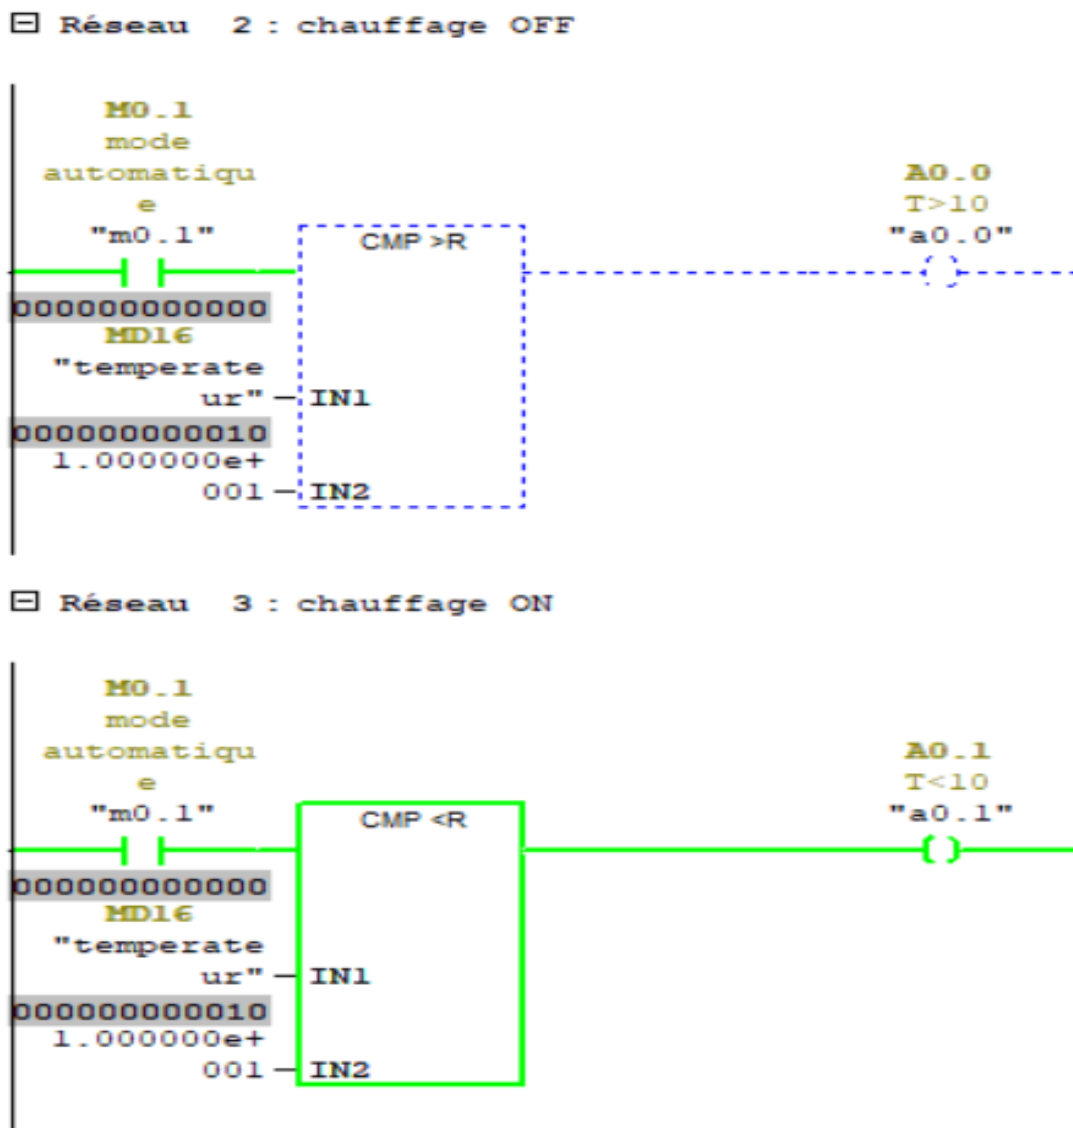 Réseau 2 : chauffage OFF
M0.1
mode
automatiqu
e
"m0.1"
CMP >R
A0.0
T>10
"a0.0"
000000000000
MD16
"temperate
ur"
IN1
000000000010
1.000000e+
001
IN2
Réseau 3 : chauffage ON
M0.1
mode
automatiqu
e
"m0.1"
CMP <R
A0.1
T<10
"a0.1"
000000000000
MD16
"temperate
ur"
IN1
000000000010
1.000000e+
001
IN2